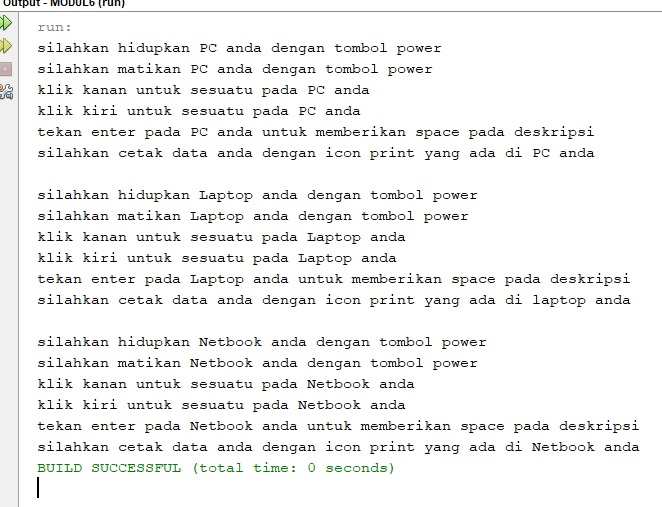 Output - MODUL6 (run)
run:
silahkan hidupkan PC anda dengan tombol power
silahkan matikan PC anda dengan tombol power
klik kanan untuk sesuatu pada PC anda
klik kiri untuk sesuatu pada PC anda
tekan enter pada PC anda untuk memberikan space pada deskripsi
silahkan cetak data anda dengan icon print yang ada di PC anda
silahkan hidupkan Laptop anda dengan tombol power
silahkan matikan Laptop anda dengan tombol power
klik kanan untuk sesuatu pada Laptop anda
klik kiri untuk sesuatu pada Laptop anda
tekan enter pada Laptop anda untuk memberikan space pada deskripsi
silahkan cetak data anda dengan icon print yang ada di laptop anda
silahkan hidupkan Netbook anda dengan tombol power
silahkan matikan Netbook anda dengan tombol power
klik kanan untuk sesuatu pada Netbook anda
klik kiri untuk sesuatu pada Netbook anda
tekan enter pada Netbook anda untuk memberikan space pada deskripsi
silahkan cetak data anda dengan icon print yang ada di Netbook anda
BUILD SUCCESSFUL (total time: 0 seconds)